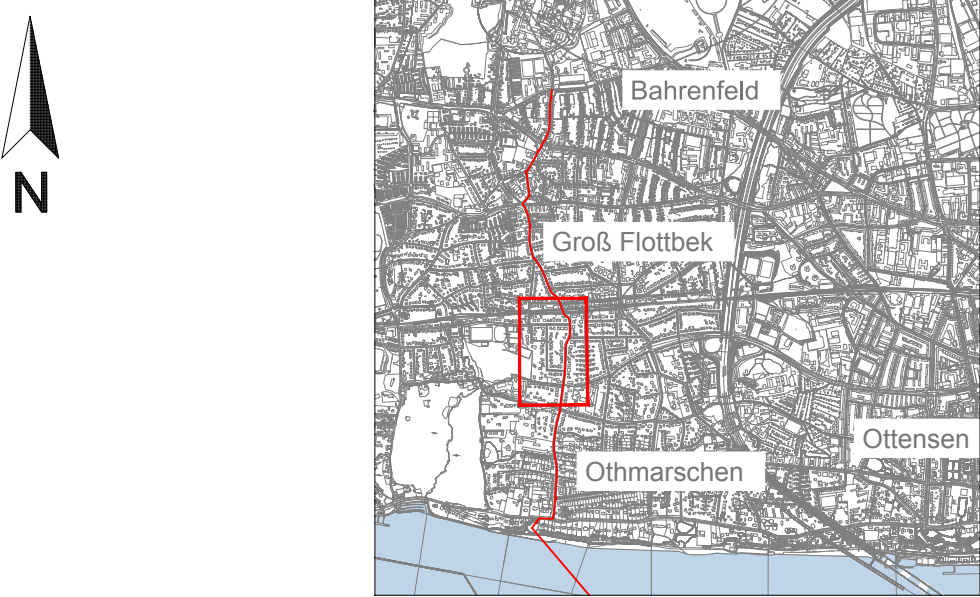 N
Bahrenfeld
Groß Flottbek
Ottensen
Othmarschen